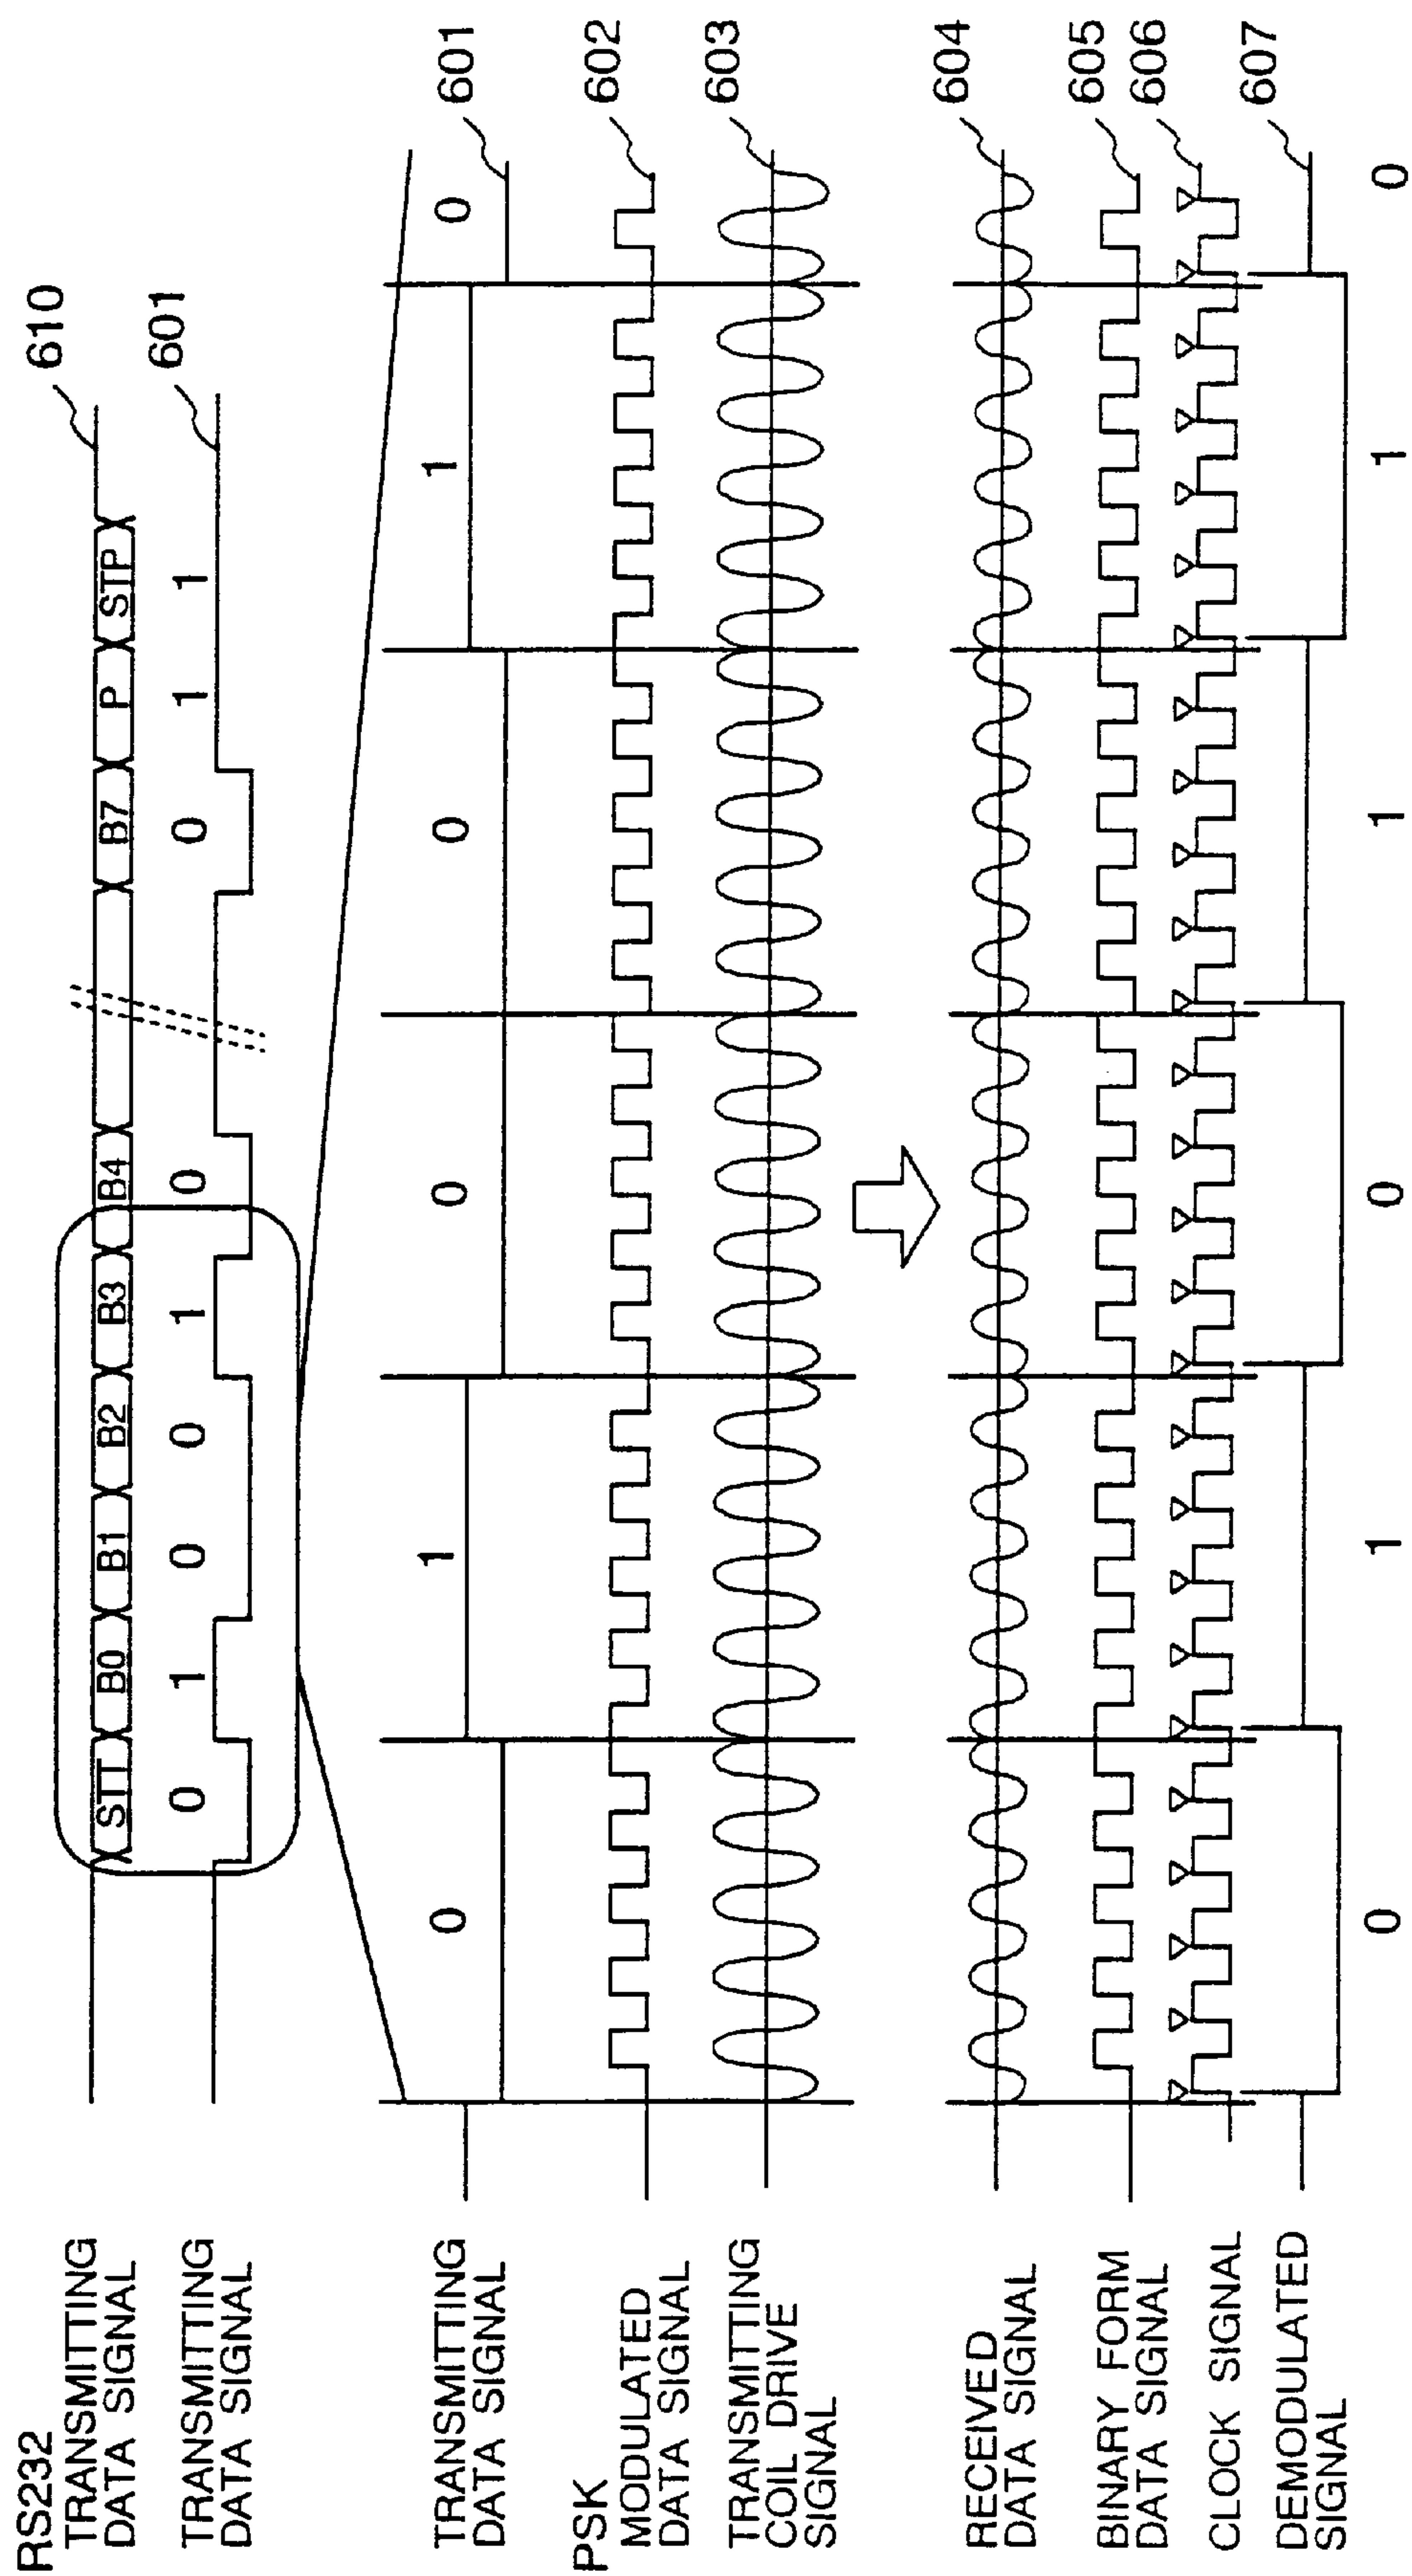 RS232
TRANSMITTING
DATA SIGNAL
STT B0 B1 B2 B3 B4 B7 P STP
610
TRANSMITTING
DATA SIGNAL
0 1 0 0 1 0 0 1 1
601
TRANSMITTING
DATA SIGNAL
0 1 0 0 1 0
601
PSK
MODULATED
DATA SIGNAL
602
TRANSMITTING
COIL DRIVE
SIGNAL
603
RECEIVED
DATA SIGNAL
604
BINARY FORM
DATA SIGNAL
605
CLOCK SIGNAL
606
DEMODULATED
SIGNAL
607
0 1 0 1 1 0